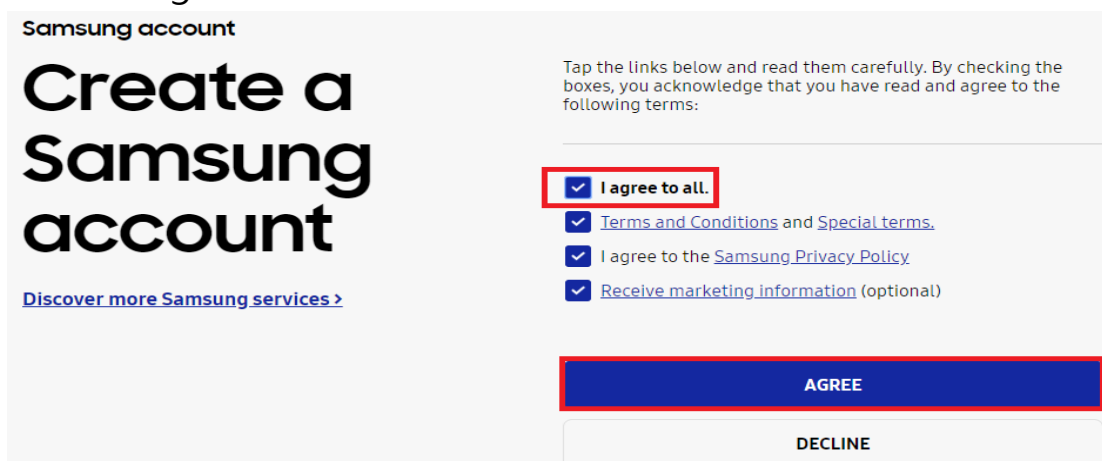 Samsung account
Create a
Samsung
account
Discover more Samsung services >
Tap the links below and read them carefully. By checking the
boxes, you acknowledge that you have read and agree to the
following terms:
I agree to all.
Terms and Conditions and Special terms.
I agree to the Samsung Privacy Policy
Receive marketing information (optional)
AGREE
DECLINE